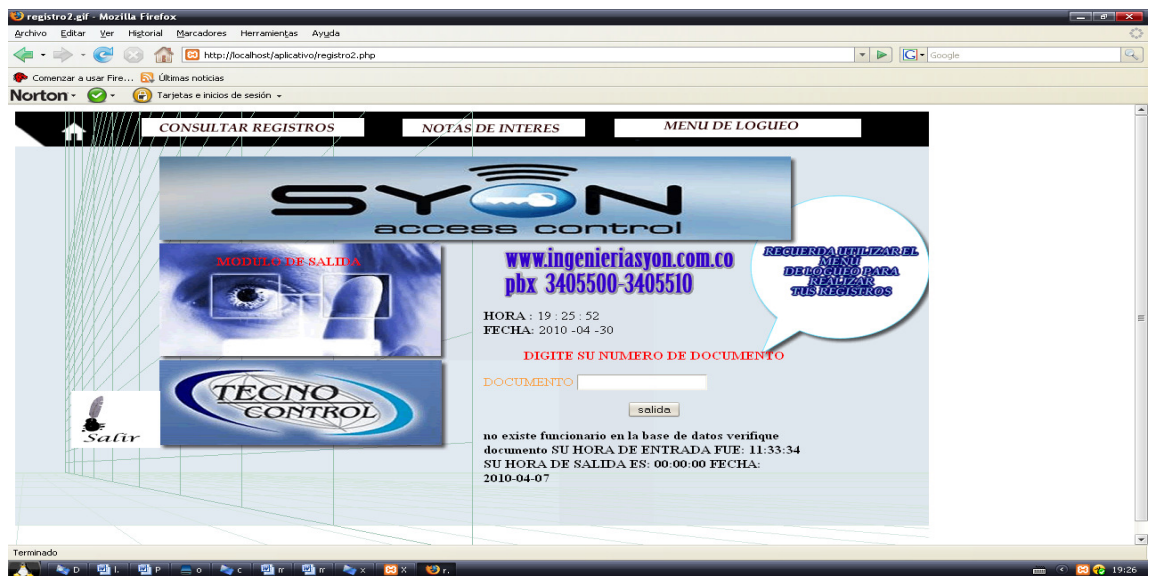 registro2.gif - Mozilla Firefox
Archivo Editar Ver Historial Marcadores Herramientas Ayuda
http://localhost/aplicativo/registro2.php
Google
Comenzar a usar Fire... Últimas noticias
Norton Tarjetas e inicios de sesión
CONSULTAR REGISTROS NOTAS DE INTERES MENU DE LOGUEO
SYON
access control
MODULO DE SALIDA
www.ingenieriasyon.com.co
pbx 3405500-3405510
RECUERDA UTILIZAR EL
MENU
DE LOGUEO PARA
REALIZAR
TUS REGISTROS
HORA : 19 : 25 : 52
FECHA: 2010 -04 -30
DIGITE SU NUMERO DE DOCUMENTO
DOCUMENTO
salida
TECNO
CONTROL
Salir
no existe funcionario en la base de datos verifique
documento SU HORA DE ENTRADA FUE: 11:33:34
SU HORA DE SALIDA ES: 00:00:00 FECHA:
2010-04-07
Terminado
D I. P o c x X r. 19:26